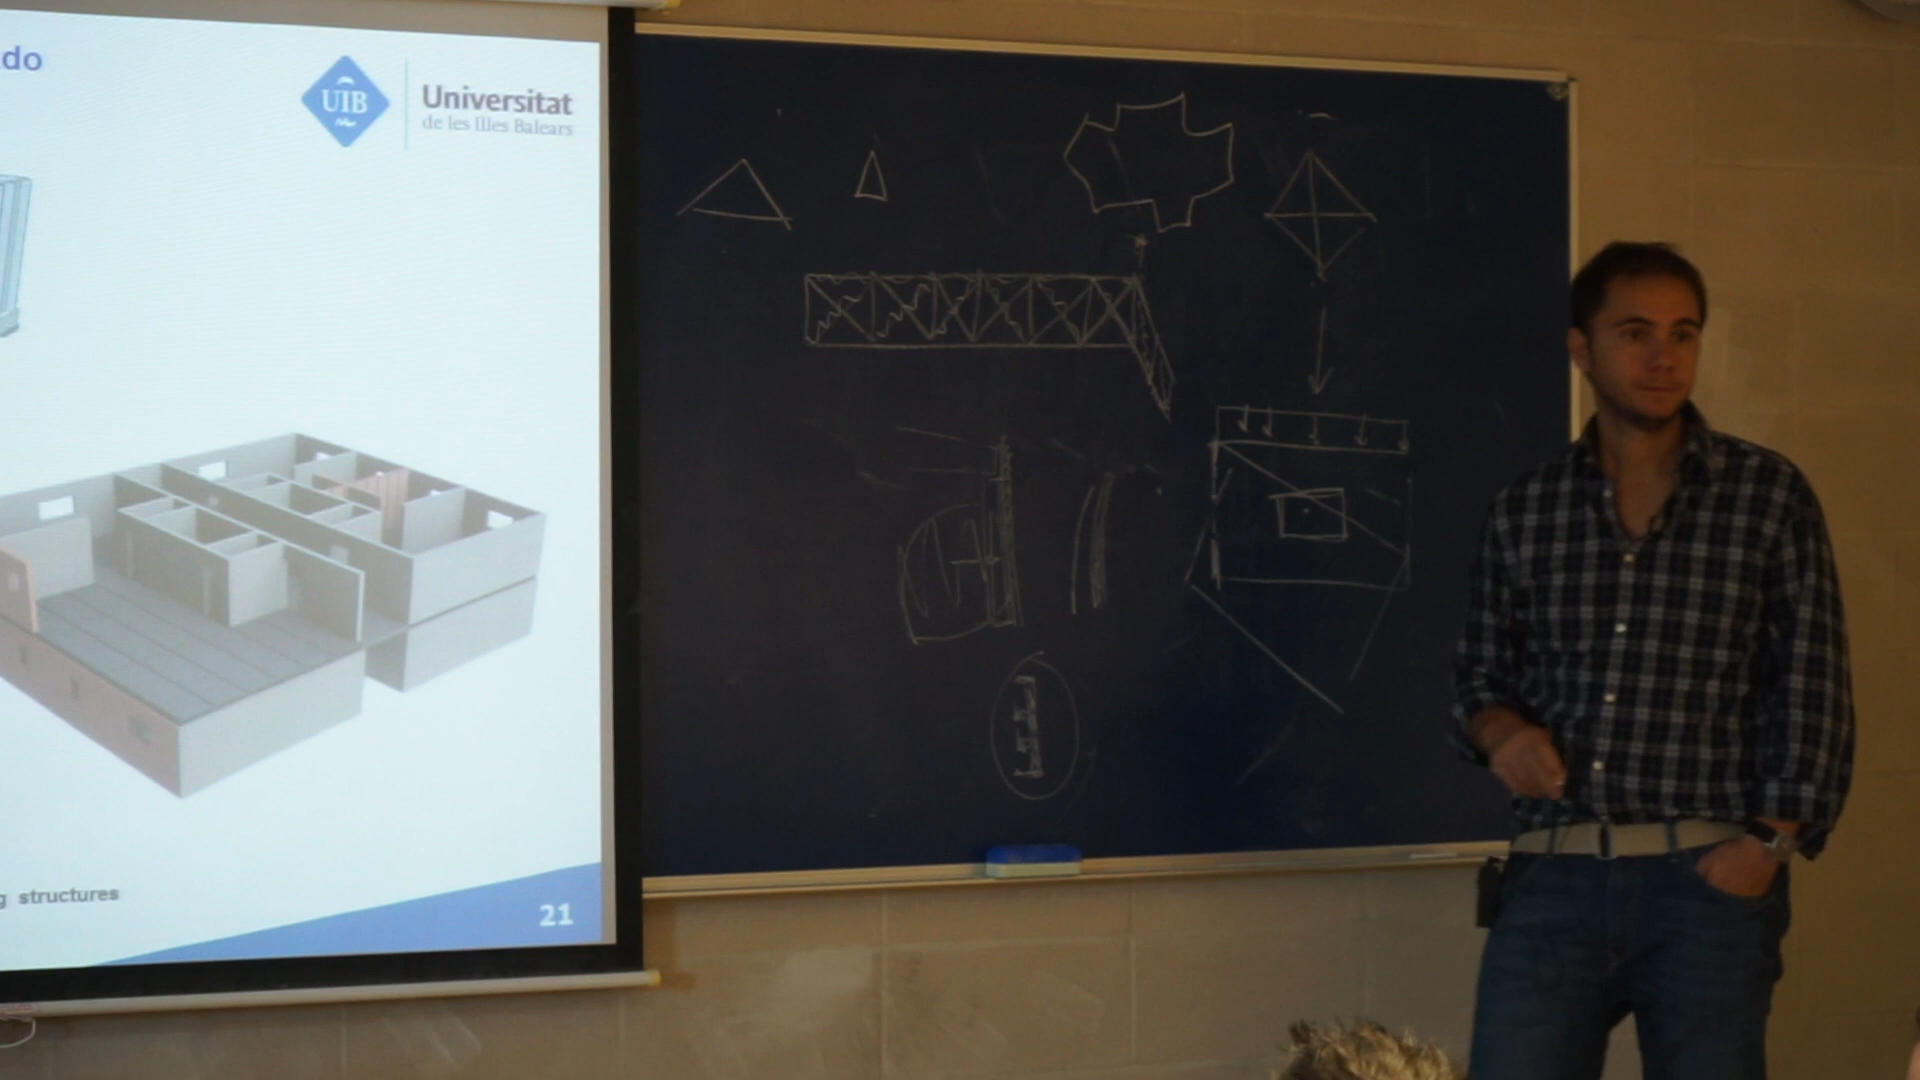 do
UIB
Universitat
de les Illes Balears
g structures
21